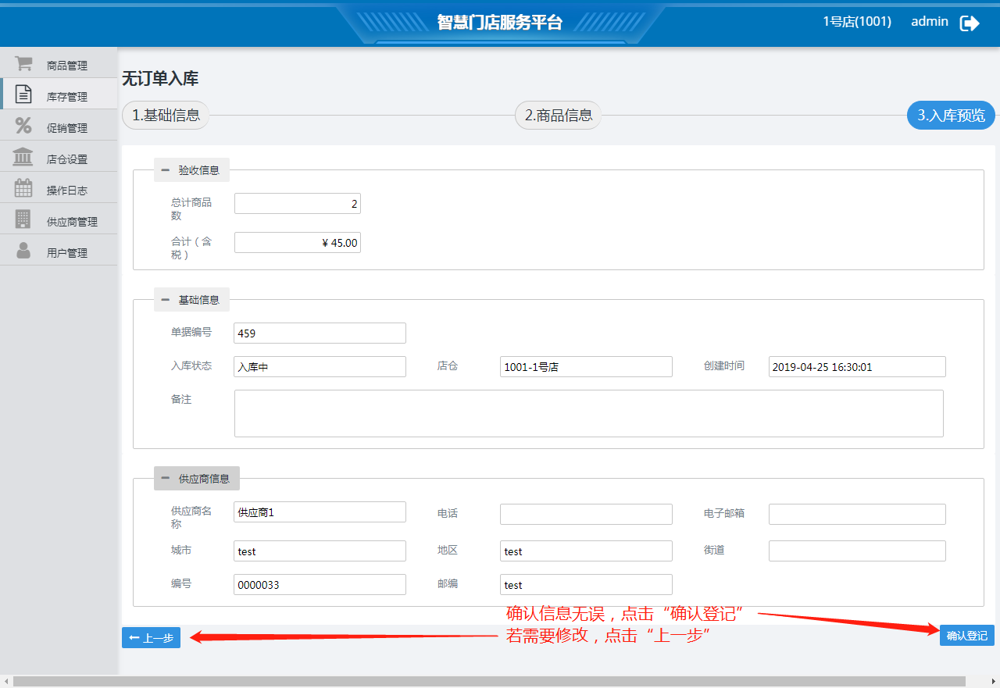 智慧门店服务平台
1号店(1001) admin
商品管理
库存管理
促销管理
店仓设置
操作日志
供应商管理
用户管理
无订单入库
1.基础信息 2.商品信息 3.入库预览
验收信息
总计商品
数
2
合计（含
税）
¥ 45.00
基础信息
单据编号 459
入库状态 入库中 店仓 1001-1号店 创建时间 2019-04-25 16:30:01
备注
供应商信息
供应商名
称
供应商1 电话 电子邮箱
城市 test 地区 test 街道
编号 0000033 邮编 test
确认信息无误，点击“确认登记”
若需要修改，点击“上一步”
上一步 确认登记